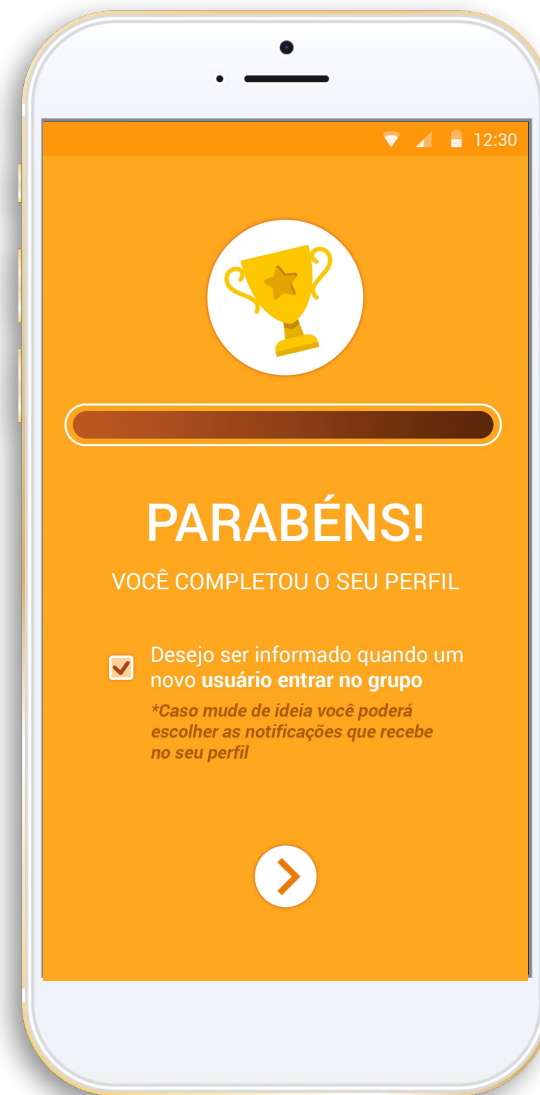 12:30
PARABÉNS!
VOCÊ COMPLETOU O SEU PERFIL
Desejo ser informado quando um
novo usuário entrar no grupo
*Caso mude de ideia você poderá
escolher as notificações que recebe
no seu perfil